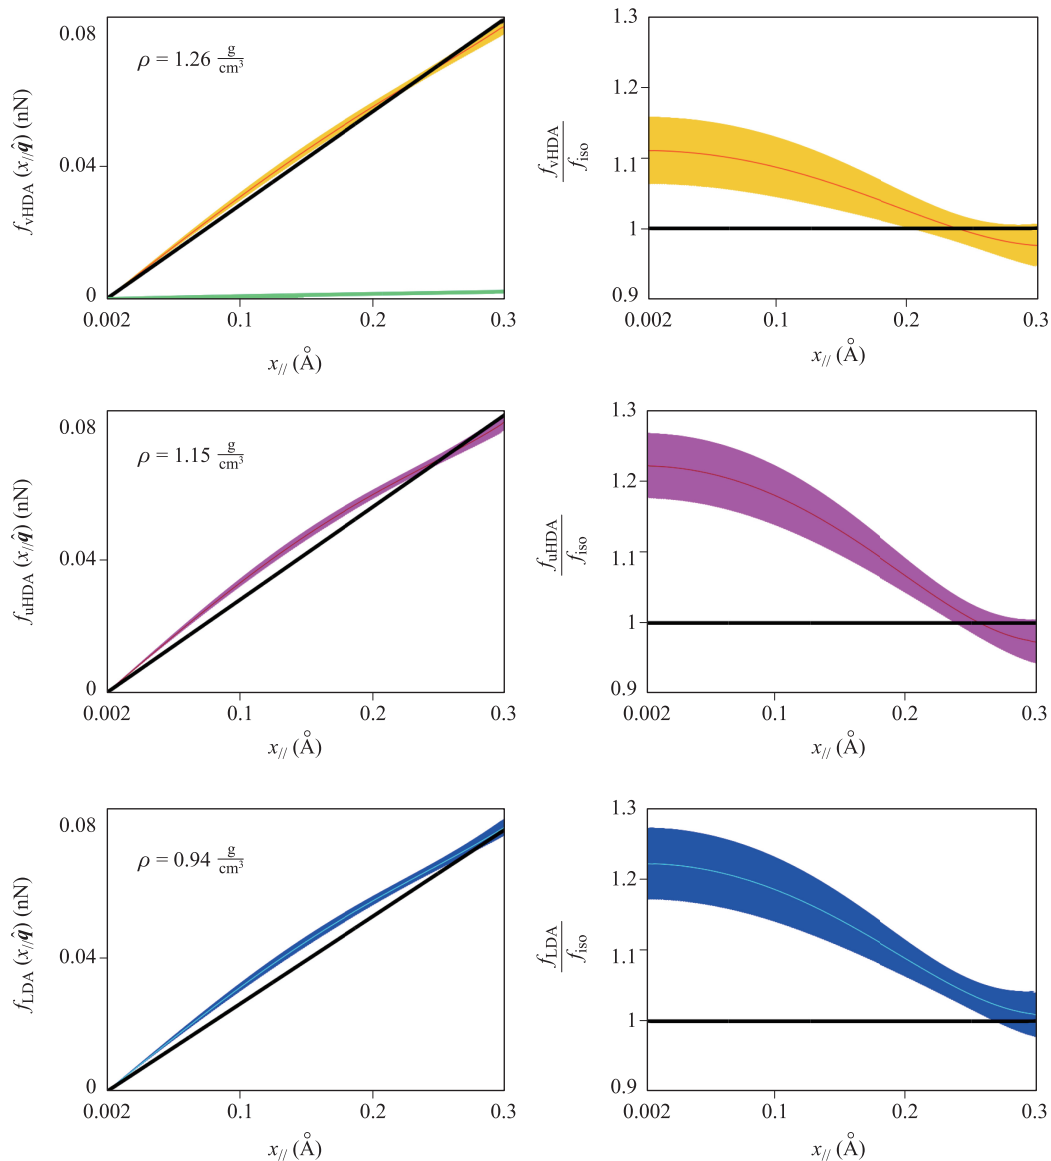 f_vHDA (x_// q̂) (nN)
0.08
0.04
0
ρ = 1.26 g/cm³
0.002 0.1 0.2 0.3
x_// (Å)
f_vHDA / f_iso
1.3
1.2
1.1
1
0.9
0.002 0.1 0.2 0.3
x_// (Å)
f_uHDA (x_// q̂) (nN)
0.08
0.04
0
ρ = 1.15 g/cm³
0.002 0.1 0.2 0.3
x_// (Å)
f_uHDA / f_iso
1.3
1.2
1.1
1
0.9
0.002 0.1 0.2 0.3
x_// (Å)
f_LDA (x_// q̂) (nN)
0.08
0.04
0
ρ = 0.94 g/cm³
0.002 0.1 0.2 0.3
x_// (Å)
f_LDA / f_iso
1.3
1.2
1.1
1
0.9
0.002 0.1 0.2 0.3
x_// (Å)